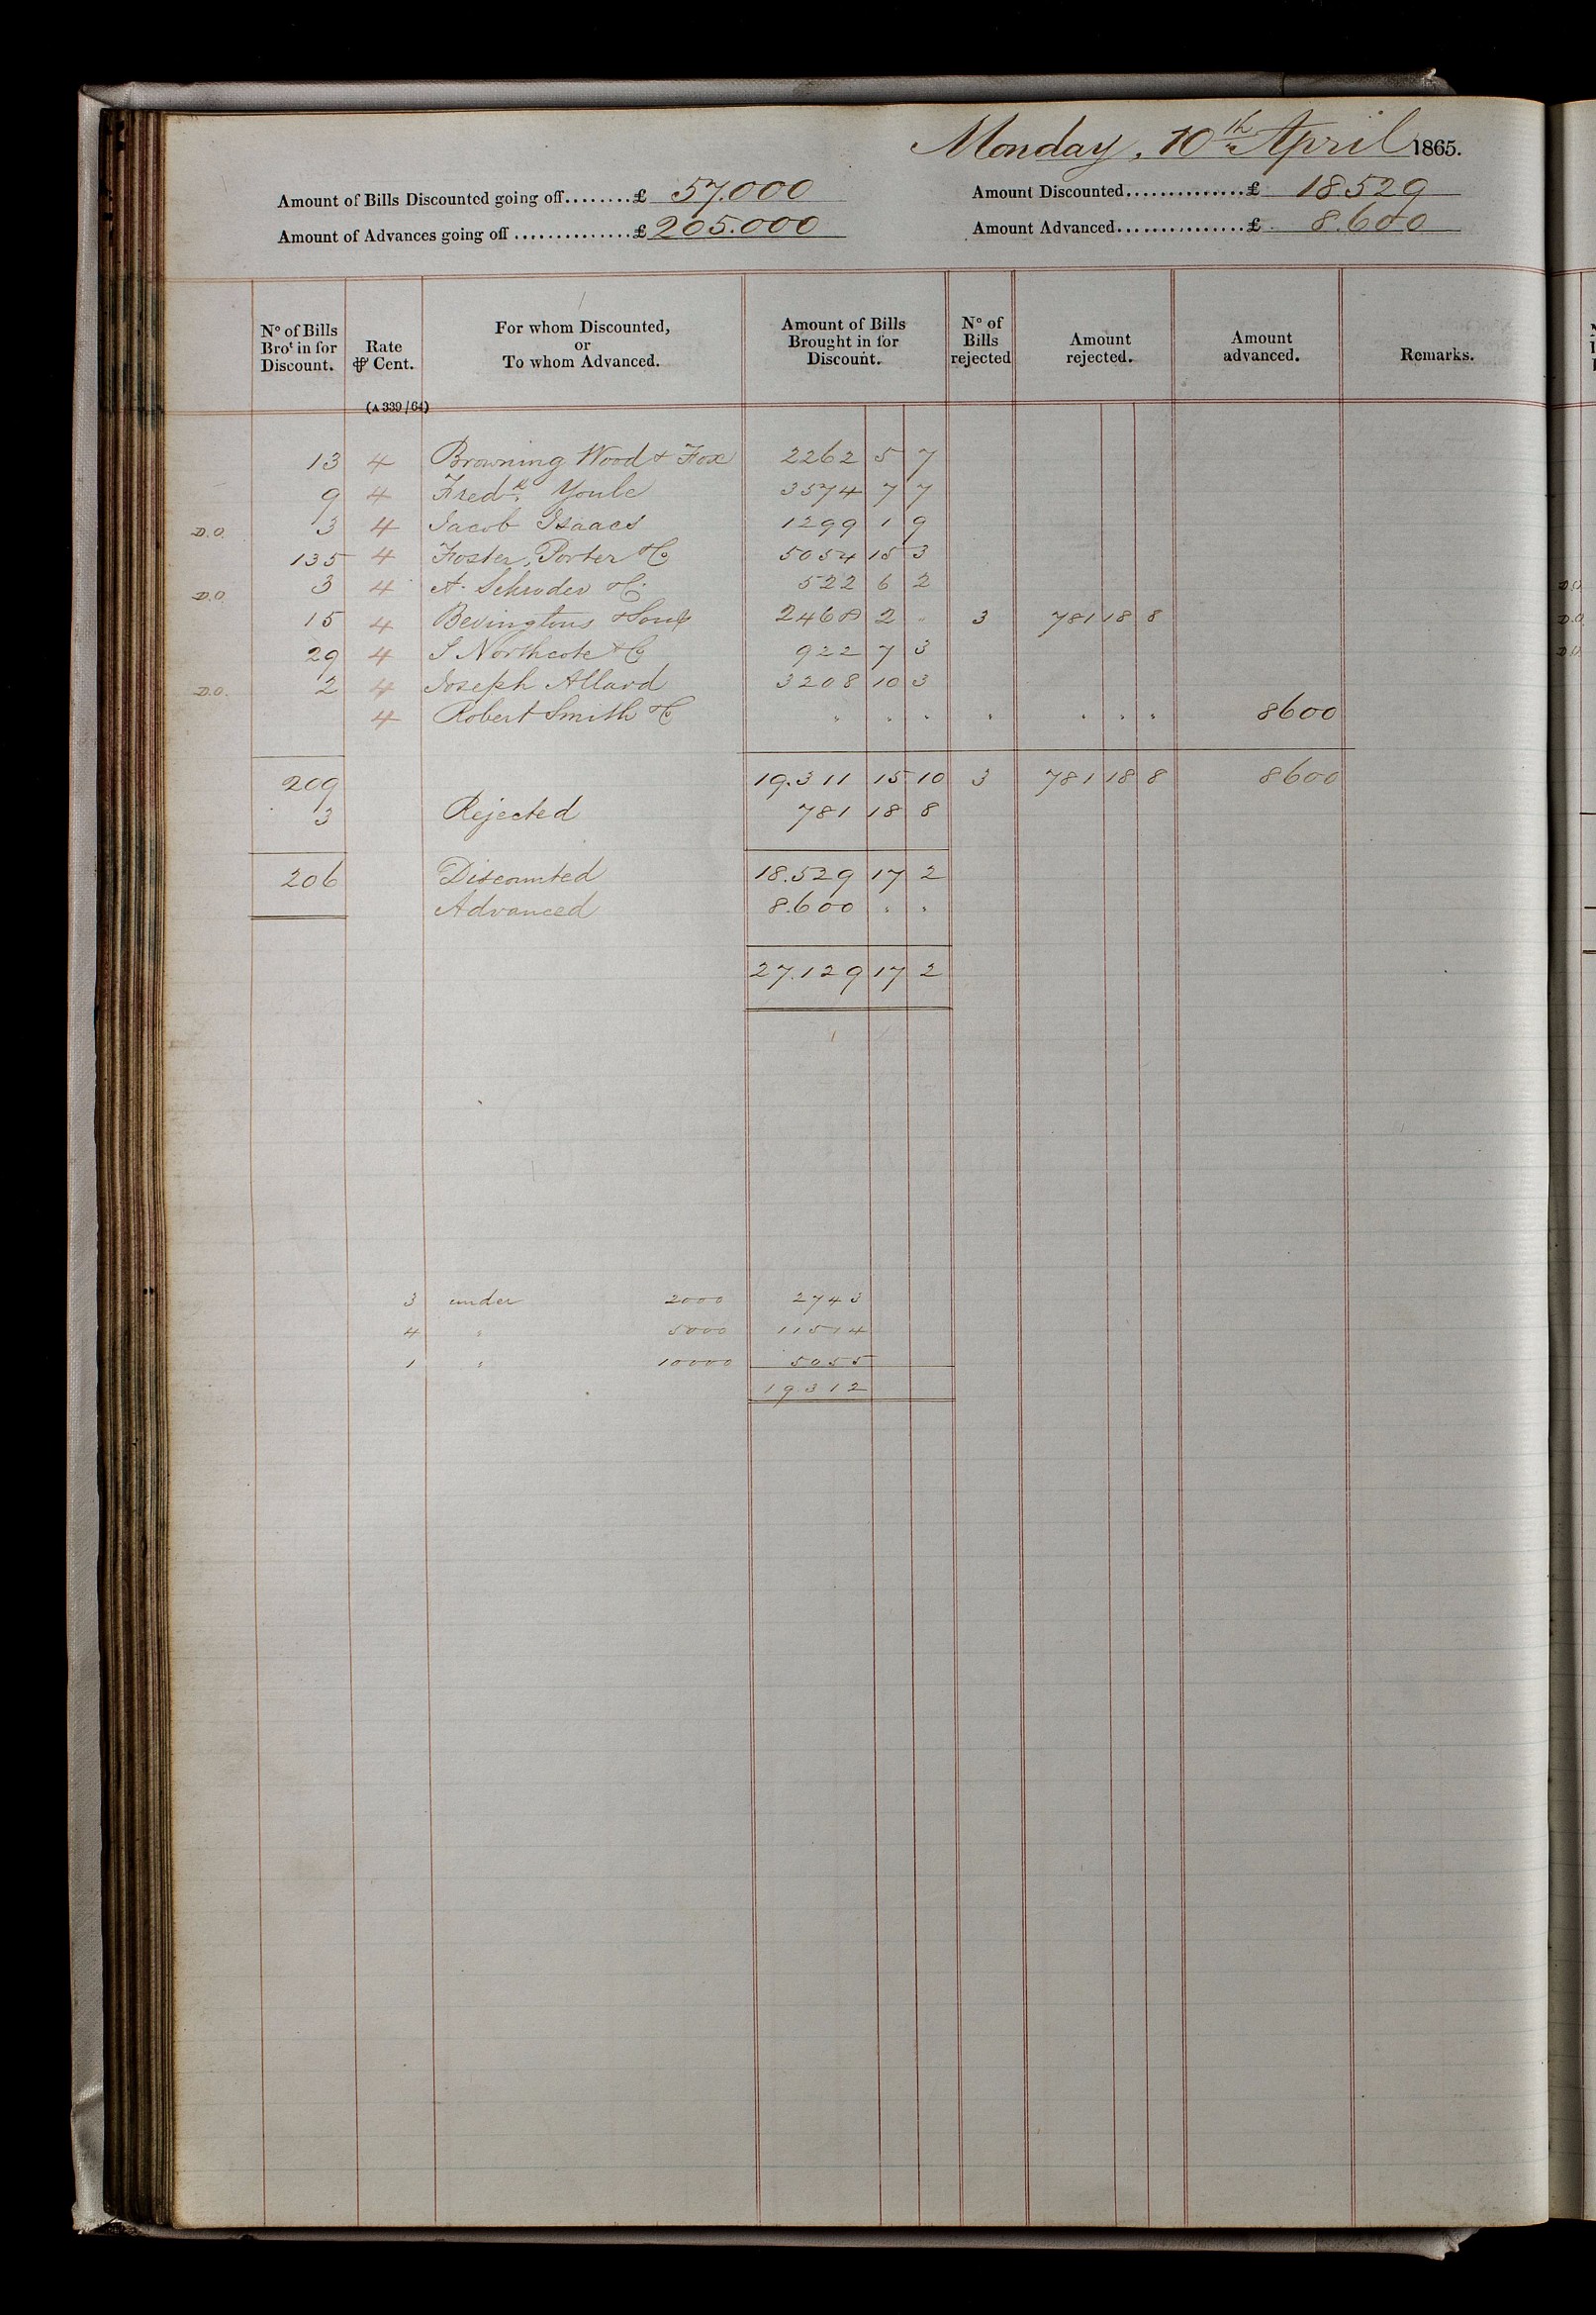 Monday, 10th April 1865.
Amount of Bills Discounted going off........£ 57.000
Amount Discounted..............£ 18.529
Amount of Advances going off..............£ 205.000
Amount Advanced...............£ 8.600
No of Bills Brot in for Discount. Rate ⅌ Cent. For whom Discounted, or To whom Advanced. Amount of Bills Brought in for Discount. No of Bills rejected Amount rejected. Amount advanced. Remarks.
(A 339/64)
13 4 Browning Wood & Fox 2262 5 7
9 4 Fredk. Youle 3574 7 7
D.O. 3 4 Jacob Isaacs 1299 1 9
135 4 Foster, Porter & Co 5054 15 3
D.O. 3 4 A. Schroder & Co 522 6 2
15 4 Bevingtons & Sons 2468 2 " 3 781 18 8
29 4 S Northcote & Co 922 7 3
D.O. 2 4 Joseph Allard 3208 10 3
4 Robert Smith & Co " " " " " " " 8600
209 19.311 15 10 3 781 18 8 8600
3 Rejected 781 18 8
206 Discounted 18.529 17 2
Advanced 8.600 " "
27.129 17 2
3 under 2000 2743
4 " 5000 11514
1 " 10000 5055
19312
D.O.
D.O.
D.O.